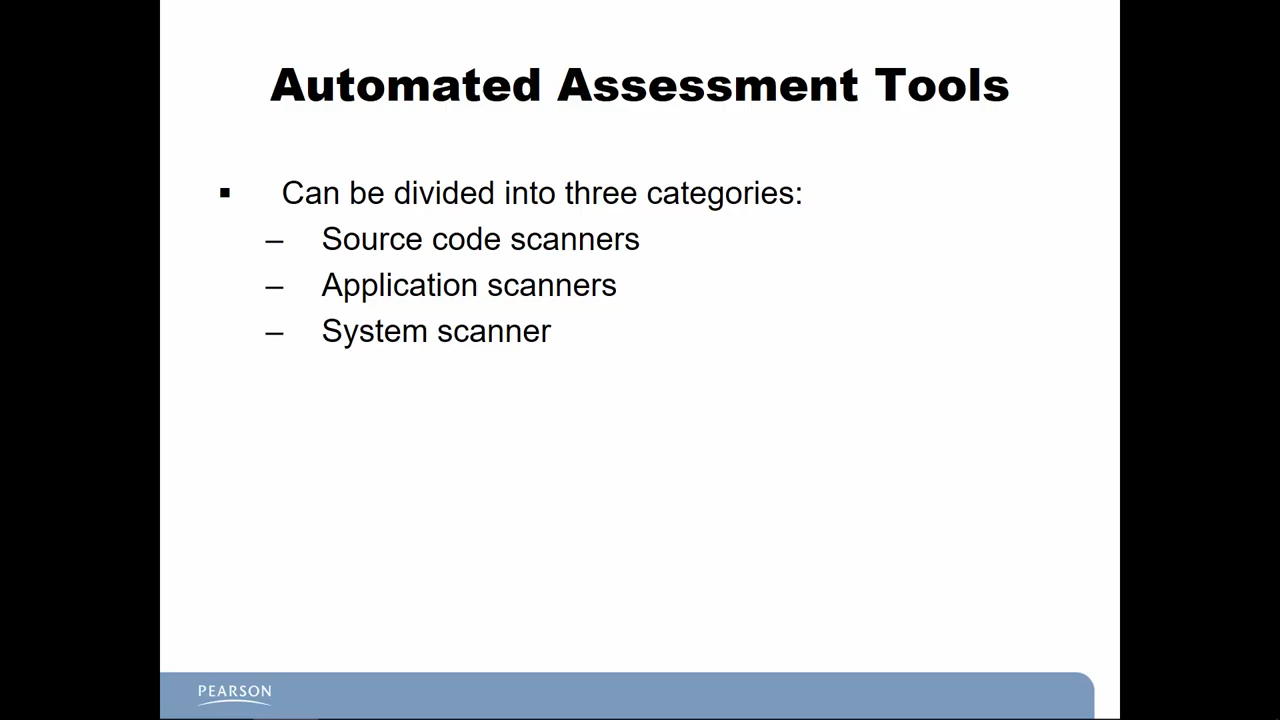 Automated Assessment Tools
▪ Can be divided into three categories:
– Source code scanners
– Application scanners
– System scanner
PEARSON